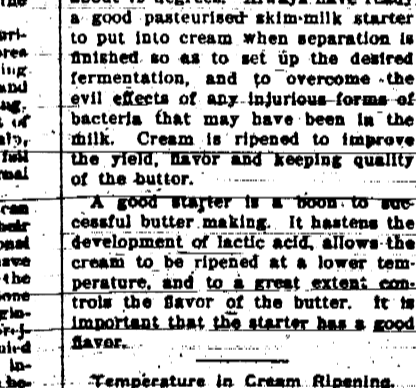 a good pasteurised skim-milk starter
to put into cream when separation is
finished so as to set up the desired
fermentation, and to overcome the
evil effects of any injurious forms of
bacteria that may have been in the
milk. Cream is ripened to improve
the yield, flavor and keeping quality
of the buttor.
A good starter is a boon to suc-
cessful butter making. It hastens the
development of lactic acid, allows the
cream to be ripened at a lower tem-
perature, and to a great extent con-
trols the flavor of the butter. It is
important that the starter has a good
flavor.
Temperature in Cream Ripening.